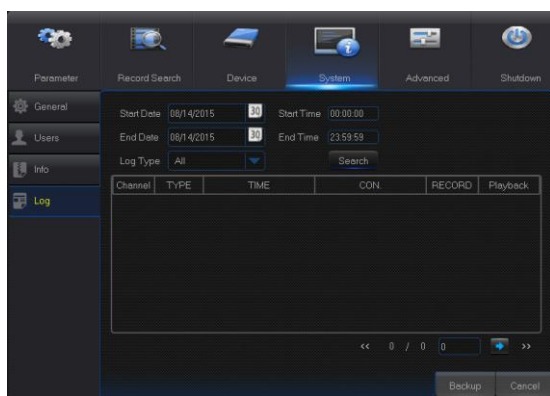 Parameter Record Search Device System Advanced Shutdown
General
Users
Info
Log
Start Date 08/14/2015 30 Start Time 00:00:00
End Date 08/14/2015 30 End Time 23:59:59
Log Type All Search
Channel TYPE TIME CON. RECORD Playback
<< 0 / 0 0 >>
Backup Cancel